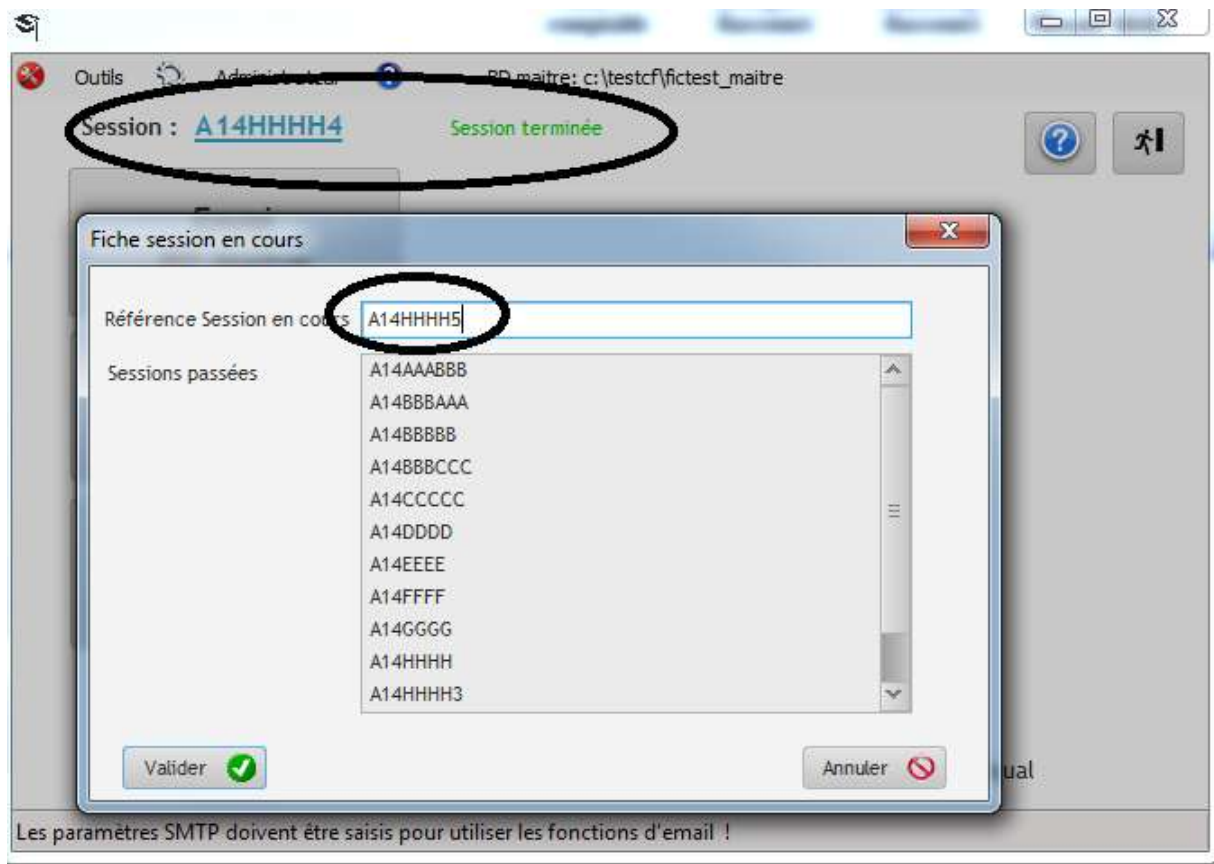 Outils Administrateur BD maitre: c:\testcf\fictest_maitre
Session : A14HHHH4 Session terminée
Fiche session en cours
Référence Session en cours A14HHHH5
Sessions passées
A14AAABBB
A14BBBAAA
A14BBBBB
A14BBBCCC
A14CCCCC
A14DDDD
A14EEEE
A14FFFF
A14GGGG
A14HHHH
A14HHHH3
Valider Annuler
ual
Les paramètres SMTP doivent être saisis pour utiliser les fonctions d'email !